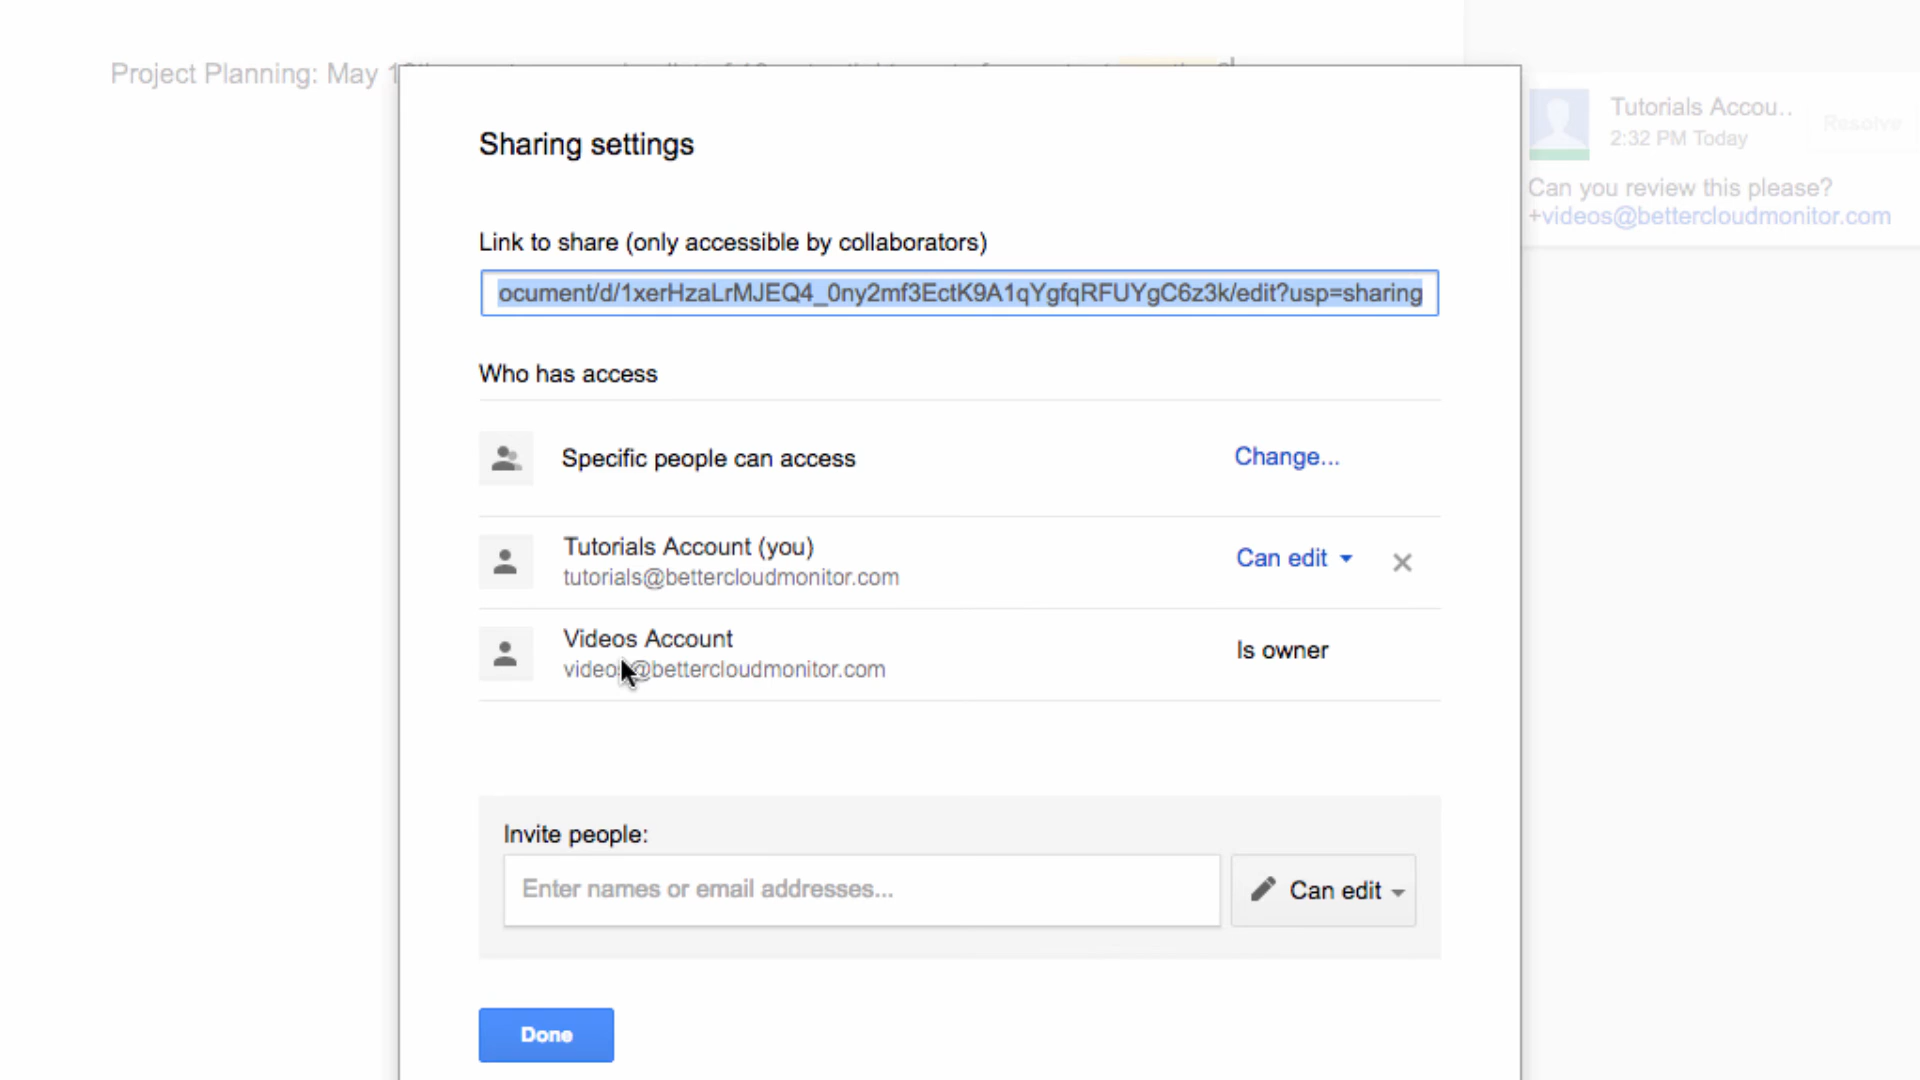 Project Planning: May
Tutorials Accou..
Resolve
2:32 PM Today
Can you review this please?
+videos@bettercloudmonitor.com
Sharing settings
Link to share (only accessible by collaborators)
ocument/d/1xerHzaLrMJEQ4_0ny2mf3EctK9A1qYgfqRFUYgC6z3k/edit?usp=sharing
Who has access
Specific people can access
Change...
Tutorials Account (you)
Can edit
tutorials@bettercloudmonitor.com
Videos Account
Is owner
videos@bettercloudmonitor.com
Invite people:
Enter names or email addresses...
Can edit
Done